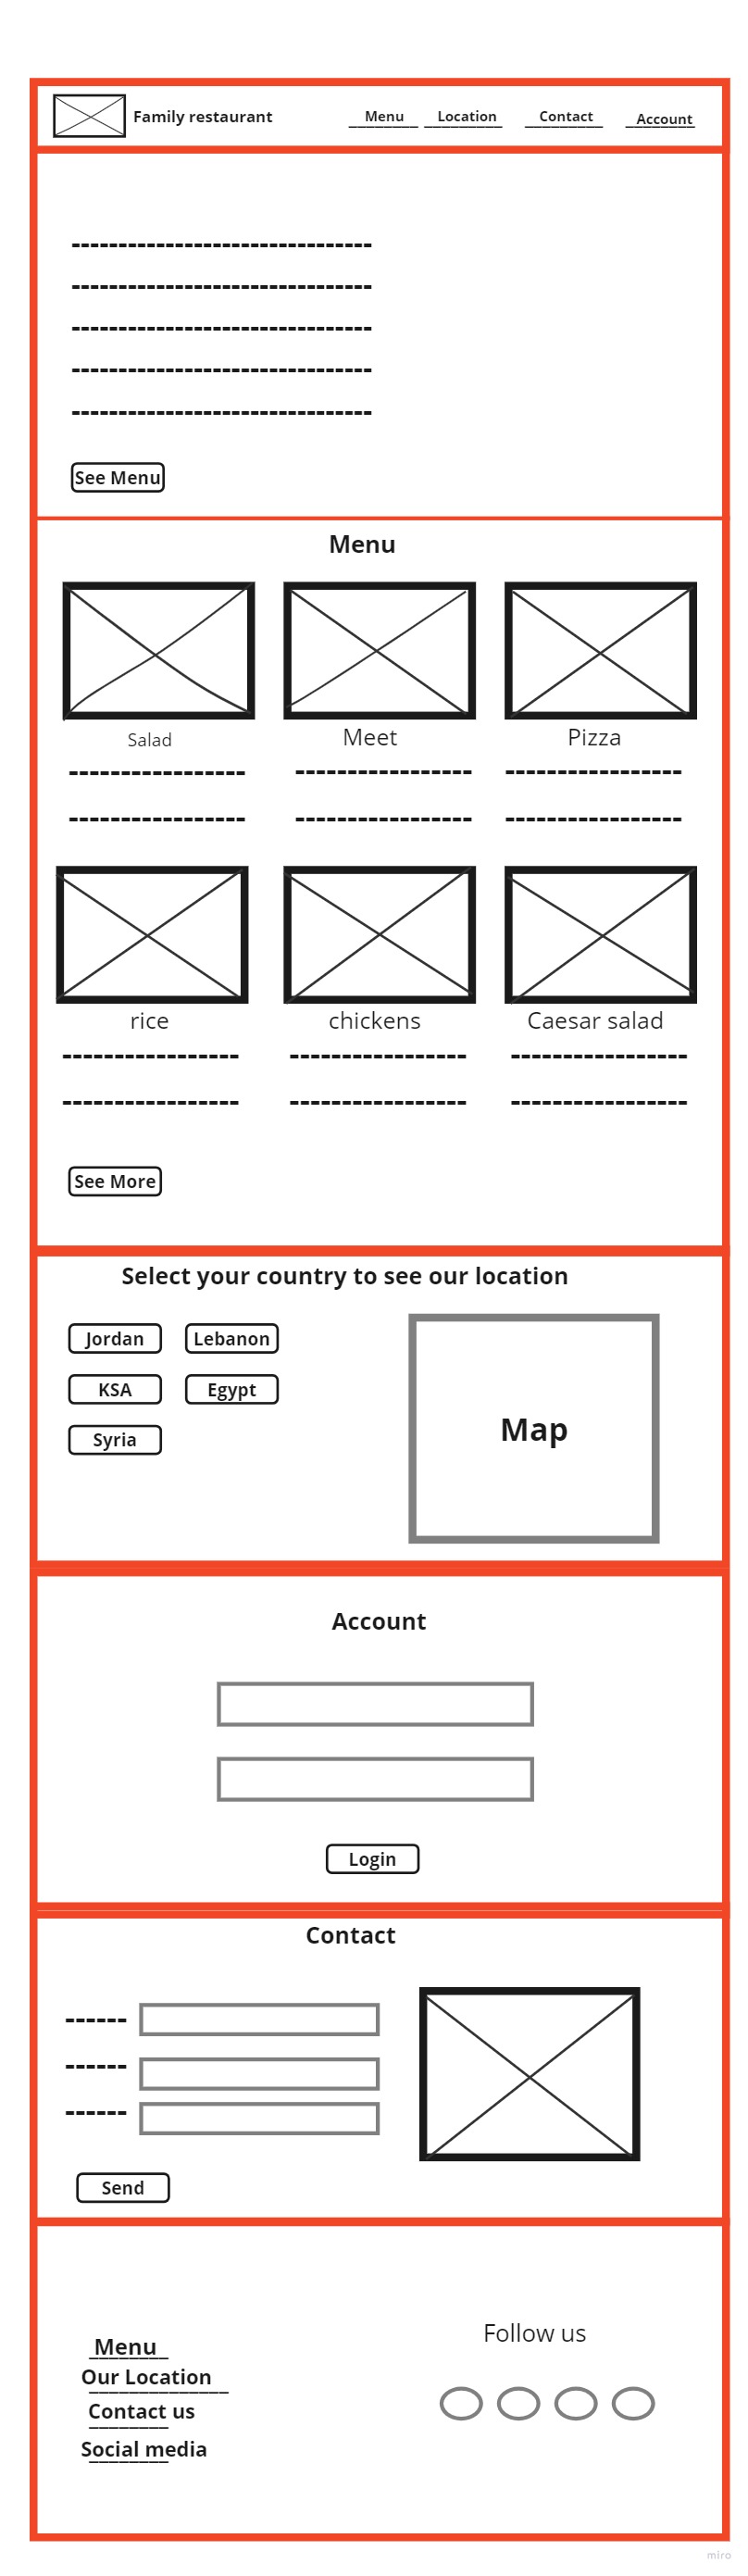 Family restaurant
Menu Location Contact Account
See Menu
Menu
Salad Meet Pizza
rice chickens Caesar salad
See More
Select your country to see our location
Jordan Lebanon
KSA Egypt
Syria
Map
Account
Login
Contact
Send
Menu
Our Location
Contact us
Social media
Follow us
miro